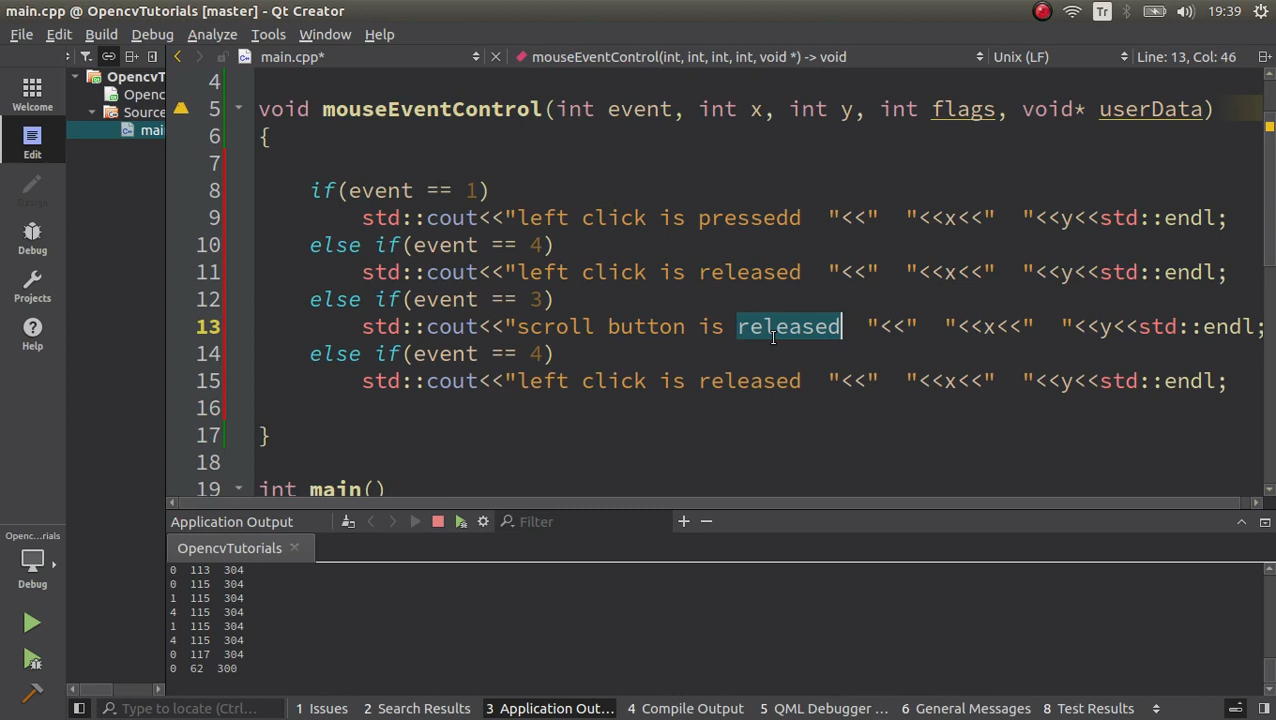 main.cpp @ OpencvTutorials [master] - Qt Creator
Tr
19:39
File Edit Build Debug Analyze Tools Window Help
main.cpp*
mouseEventControl(int, int, int, int, void *) -> void
Unix (LF)
Line: 13, Col: 46
Welcome
Edit
Design
Debug
Projects
Help
OpencvT
Openc
Source
mai
4
5 void mouseEventControl(int event, int x, int y, int flags, void* userData)
6 {
7
8 if(event == 1)
9 std::cout<<"left click is pressedd "<<" "<<x<<" "<<y<<std::endl;
10 else if(event == 4)
11 std::cout<<"left click is released "<<" "<<x<<" "<<y<<std::endl;
12 else if(event == 3)
13 std::cout<<"scroll button is released "<<" "<<x<<" "<<y<<std::endl;
14 else if(event == 4)
15 std::cout<<"left click is released "<<" "<<x<<" "<<y<<std::endl;
16
17 }
18
19 int main()
Application Output
Filter
OpencvTutorials
0 113 304
0 115 304
1 115 304
4 115 304
1 115 304
4 115 304
0 117 304
0 62 300
Openc...rials
Debug
Type to locate (Ctrl...
1 Issues
2 Search Results
3 Application Out...
4 Compile Output
5 QML Debugger ...
6 General Messages
8 Test Results